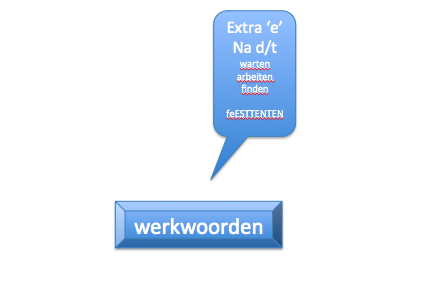 Extra ‘e’
Na d/t
warten
arbeiten
finden
feESTTENTEN
werkwoorden